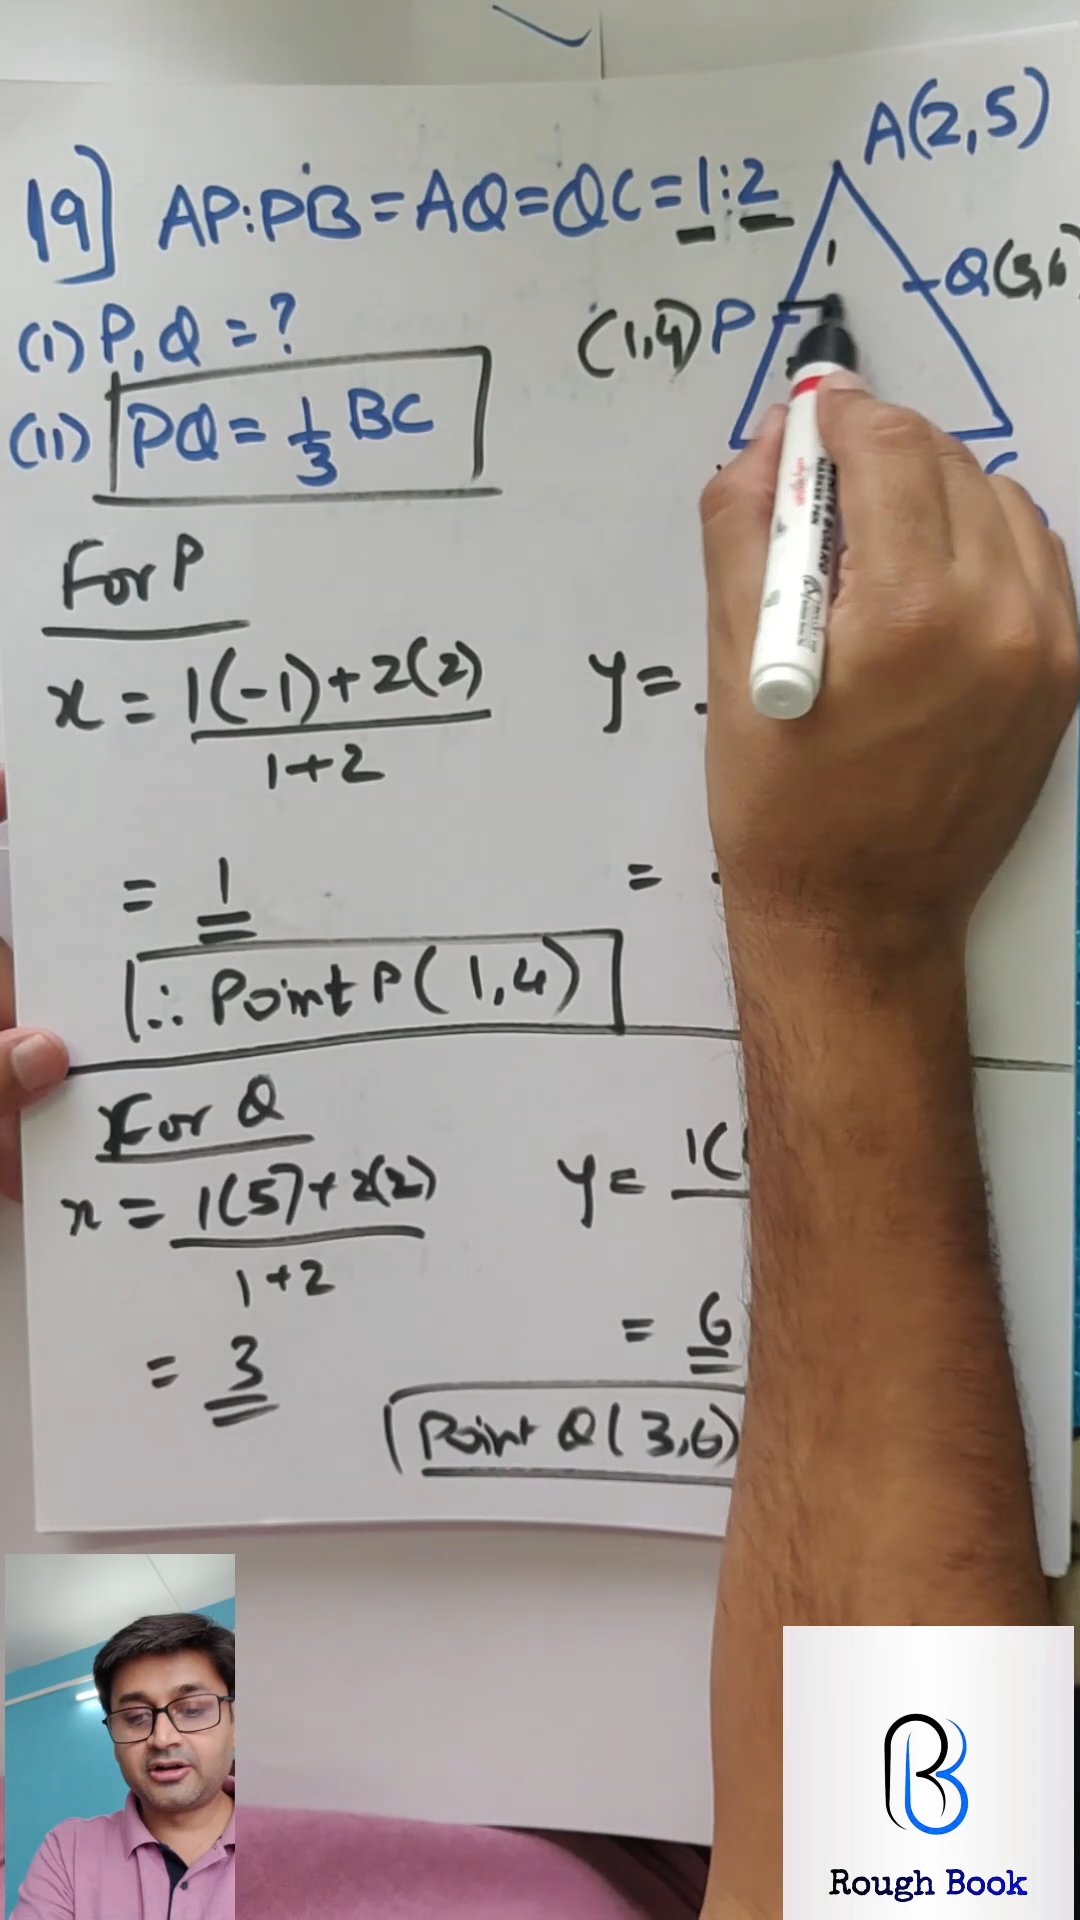 19] AP:PB=AQ=QC=1:2
A(2,5)
(1,4) P
Q(3,6)
(i) P, Q = ?
(ii) PQ = 1/3 BC
For P
x = 1(-1)+2(2) / 1+2
y =
= 1
=
∴ Point P(1,4)
For Q
x = 1(5)+2(2) / 1+2
y = 1(
= 3
= 6
Point Q(3,6)
B
Rough Book